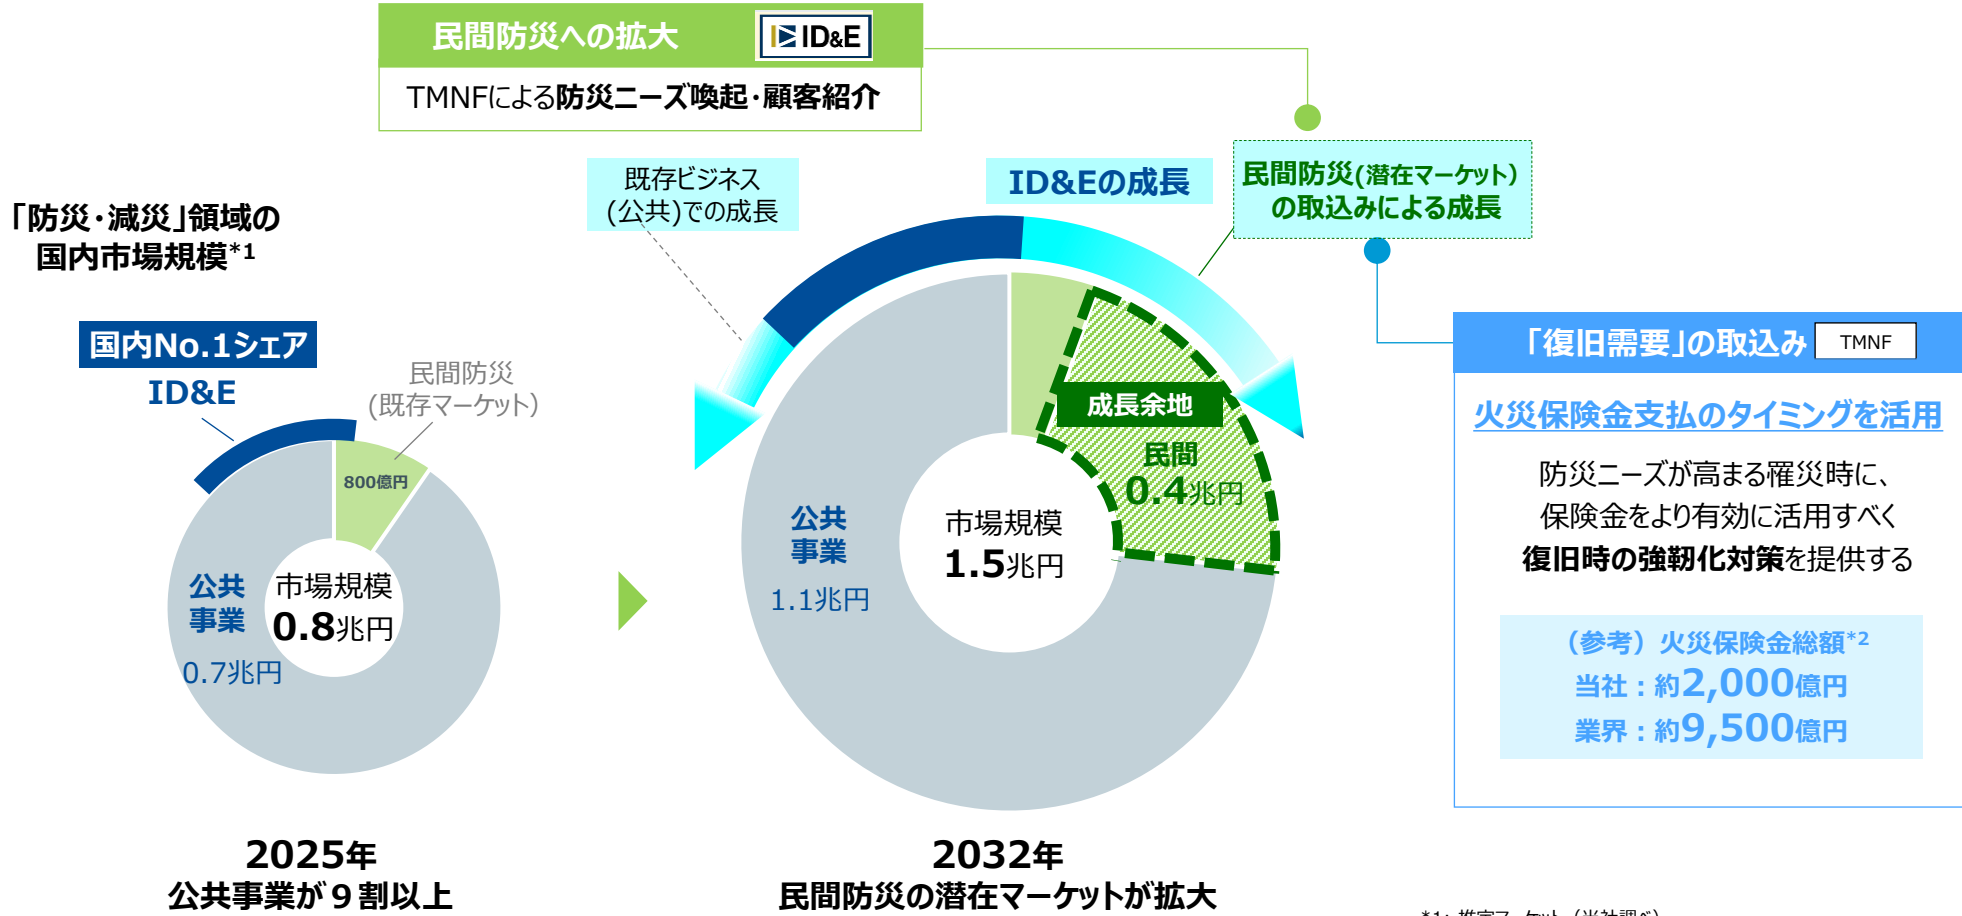 民間防災への拡大
ID&E
TMNFによる防災ニーズ喚起・顧客紹介
「防災・減災」領域の
国内市場規模*1
国内No.1シェア
ID&E
民間防災
(既存マーケット)
800億円
公共
事業
0.7兆円
市場規模
0.8兆円
2025年
公共事業が9割以上
既存ビジネス
(公共)での成長
ID&Eの成長
民間防災(潜在マーケット)
の取込みによる成長
成長余地
民間
0.4兆円
公共
事業
1.1兆円
市場規模
1.5兆円
2032年
民間防災の潜在マーケットが拡大
「復旧需要」の取込み
TMNF
火災保険金支払のタイミングを活用
防災ニーズが高まる罹災時に、
保険金をより有効に活用すべく
復旧時の強靭化対策を提供する
(参考)火災保険金総額*2
当社:約2,000億円
業界:約9,500億円